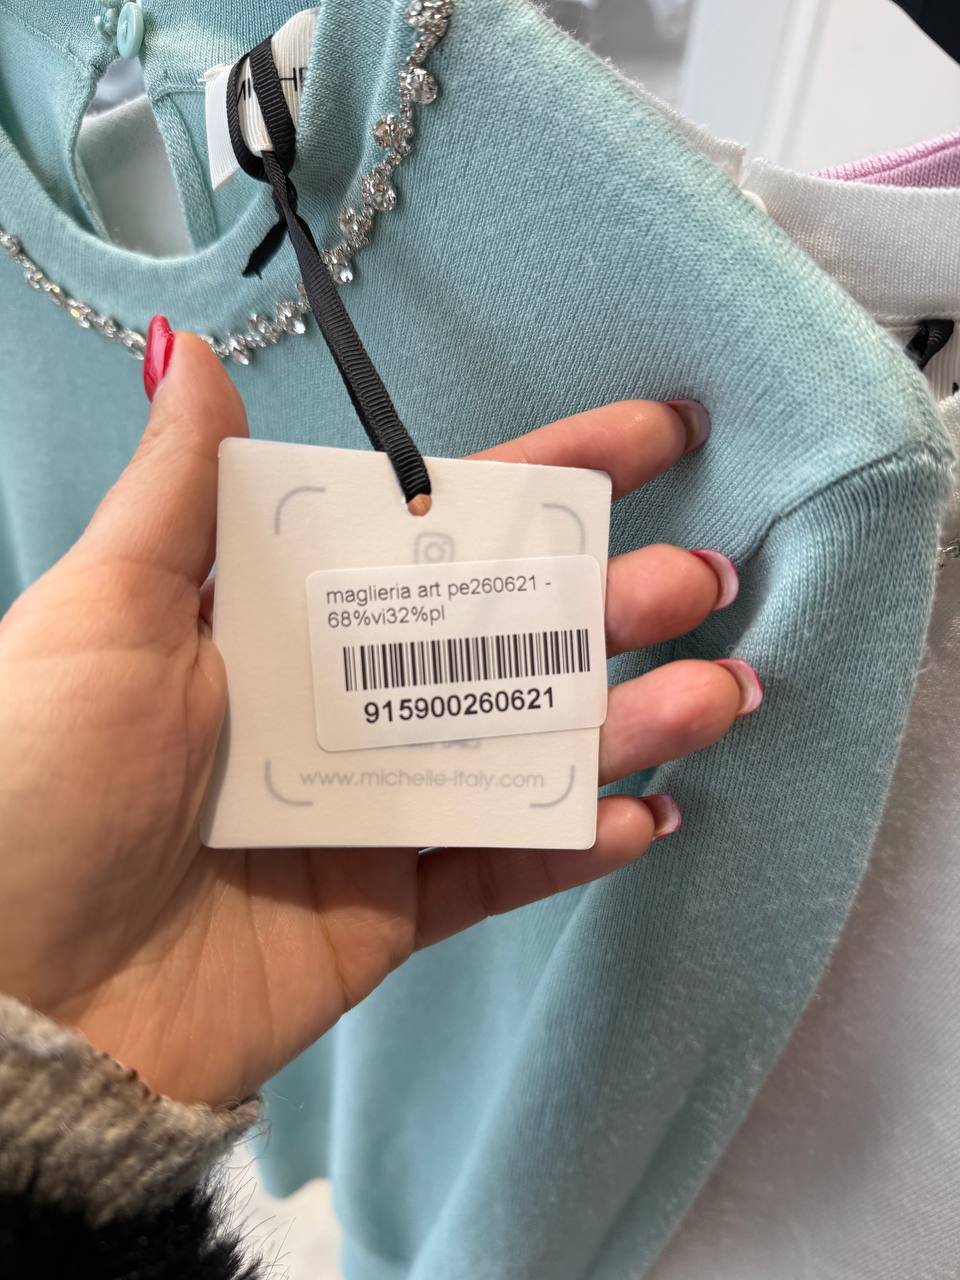 maglieria art pe260621 -
68%vi32%pl
915900260621
www.michelle-italy.com